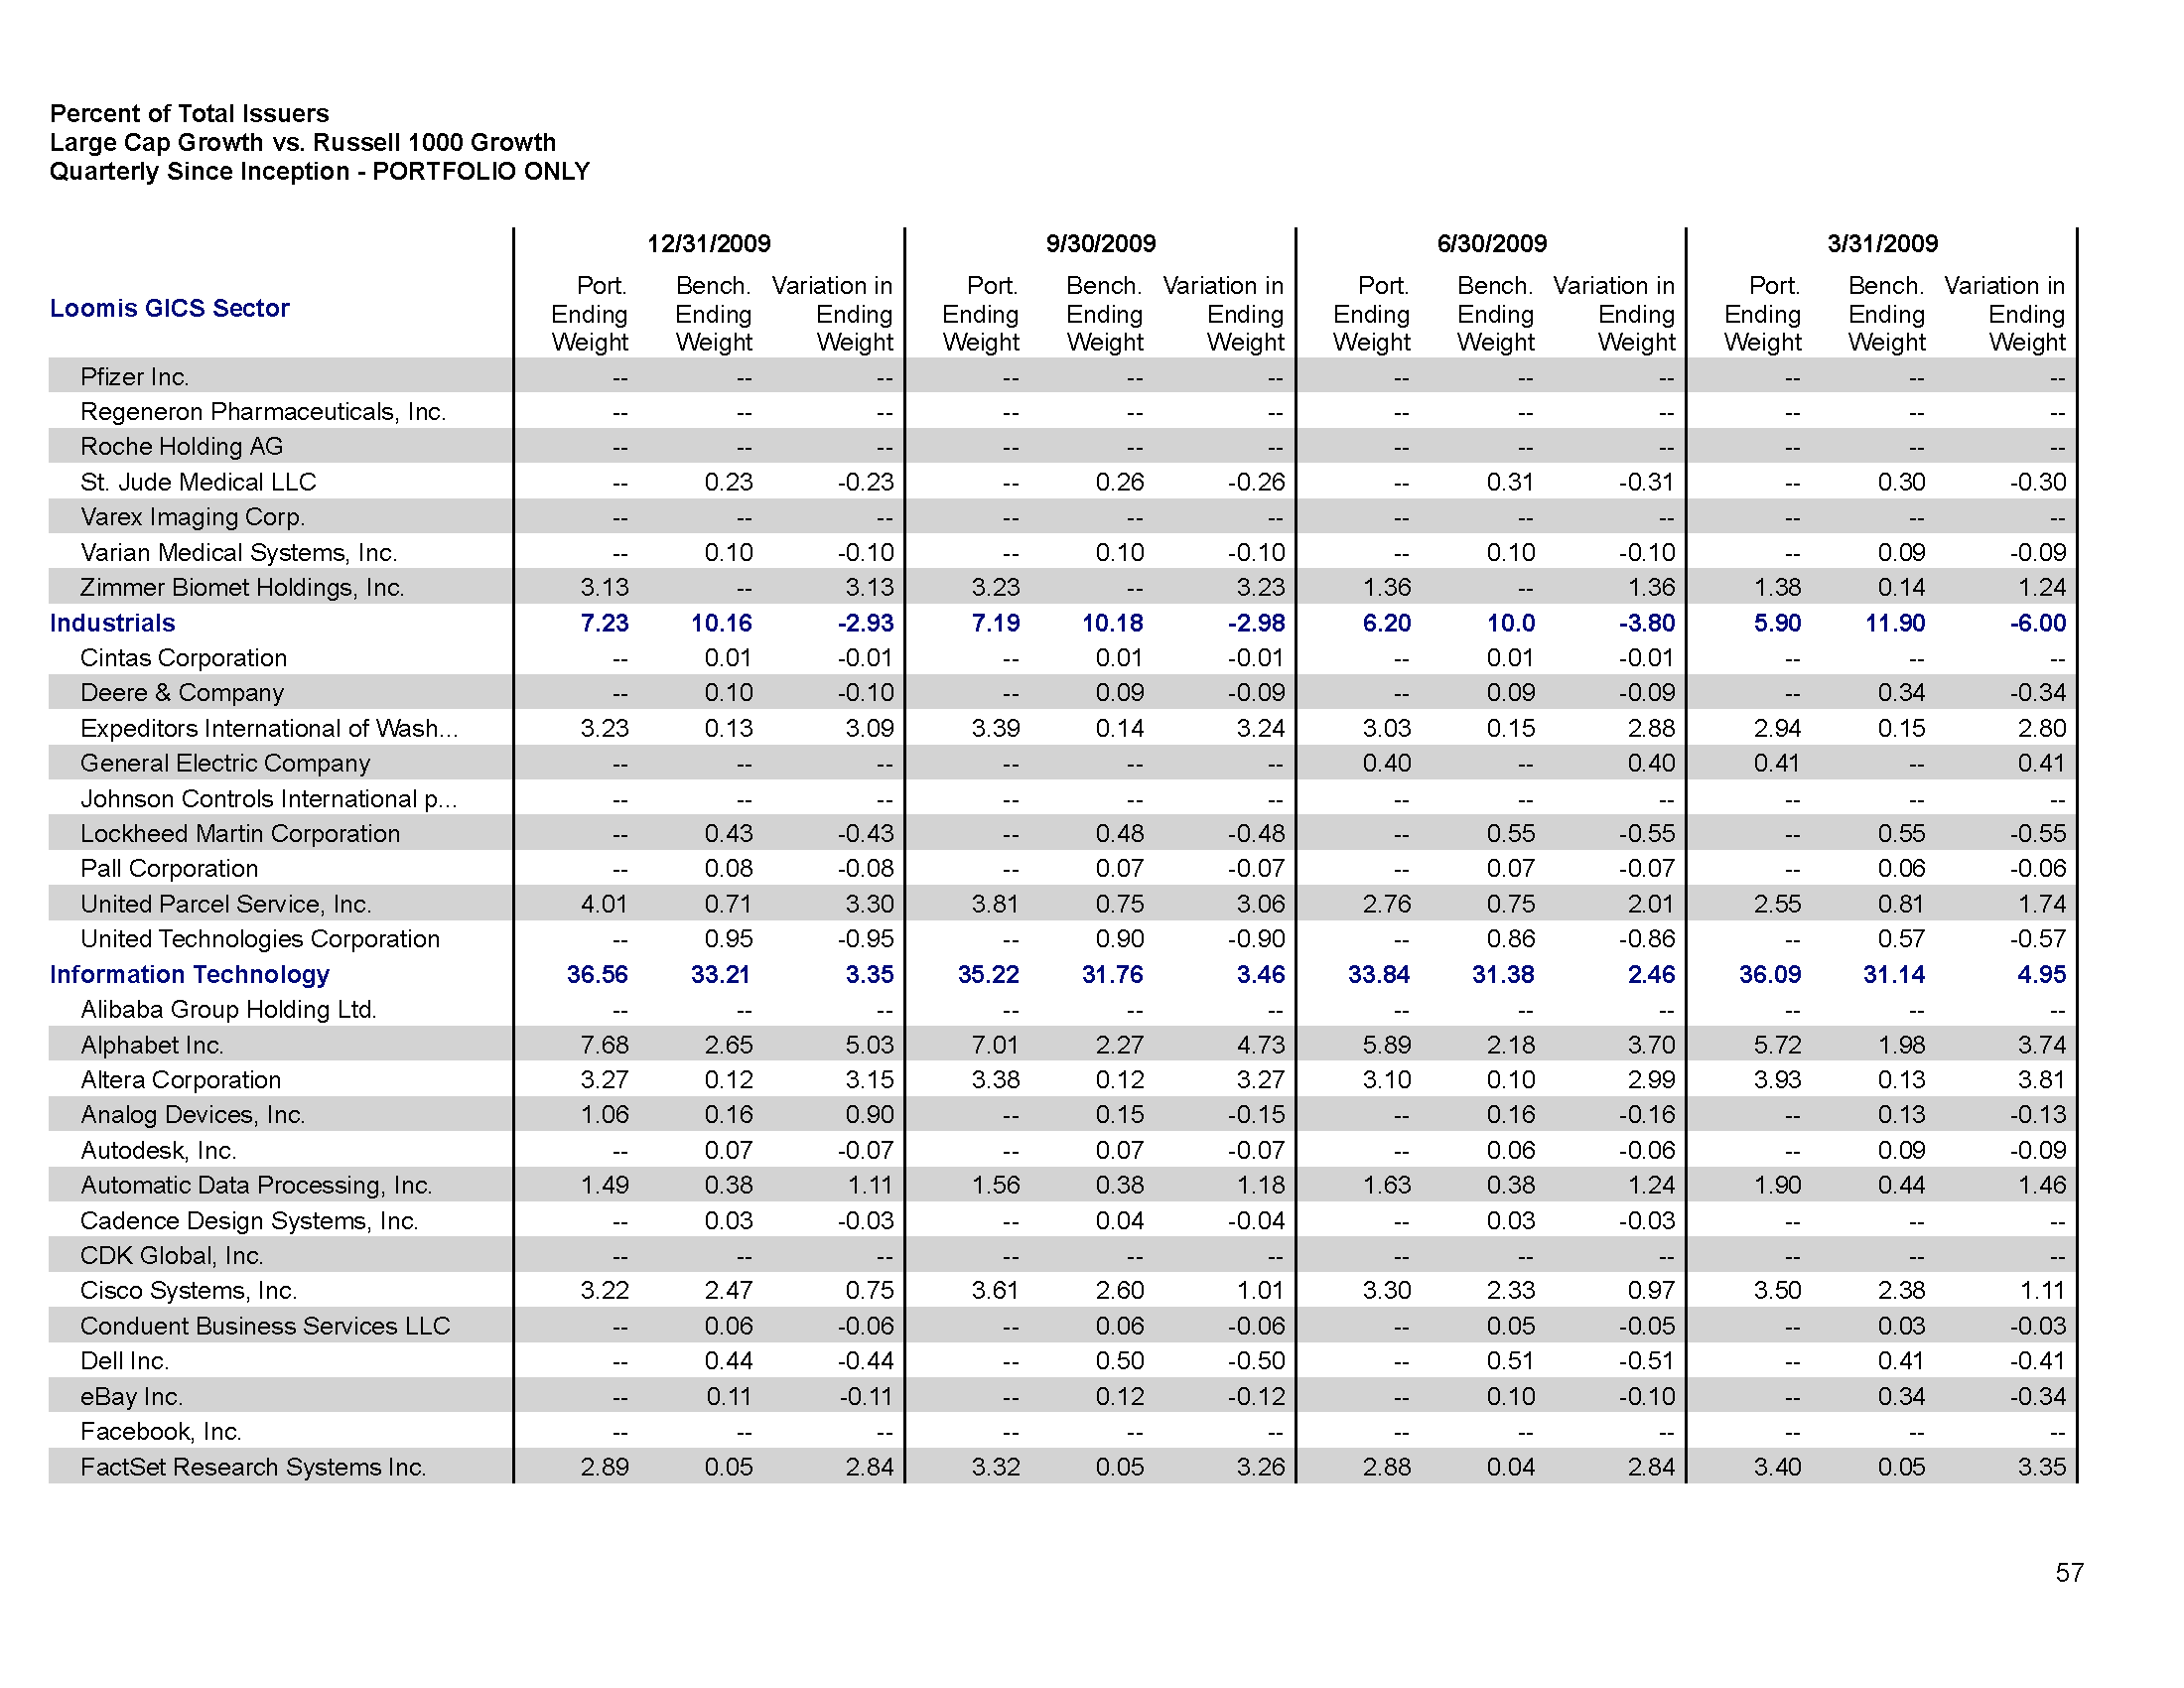 Percent of Total Issuers
Large Cap Growth vs. Russell 1000 Growth
Quarterly Since Inception - PORTFOLIO ONLY
12/31/2009 9/30/2009 6/30/2009 3/31/2009
Port. Bench. Variation in Port. Bench. Variation in Port. Bench. Variation in Port. Bench. Variation in
Loomis GICS Sector Ending Ending Ending Ending Ending Ending Ending Ending Ending Ending Ending Ending
Weight Weight Weight Weight Weight Weight Weight Weight Weight Weight Weight Weight
Pfizer Inc. -- -- -- -- -- -- -- -- -- -- -- --
Regeneron Pharmaceuticals, Inc. -- -- -- -- -- -- -- -- -- -- -- --
Roche Holding AG -- -- -- -- -- -- -- -- -- -- -- --
St. Jude Medical LLC -- 0.23 -0.23 -- 0.26 -0.26 -- 0.31 -0.31 -- 0.30 -0.30
Varex Imaging Corp. -- -- -- -- -- -- -- -- -- -- -- --
Varian Medical Systems, Inc. -- 0.10 -0.10 -- 0.10 -0.10 -- 0.10 -0.10 -- 0.09 -0.09
Zimmer Biomet Holdings, Inc. 3.13 -- 3.13 3.23 -- 3.23 1.36 -- 1.36 1.38 0.14 1.24
Industrials 7.23 10.16 -2.93 7.19 10.18 -2.98 6.20 10.0 -3.80 5.90 11.90 -6.00
Cintas Corporation -- 0.01 -0.01 -- 0.01 -0.01 -- 0.01 -0.01 -- -- --
Deere & Company -- 0.10 -0.10 -- 0.09 -0.09 -- 0.09 -0.09 -- 0.34 -0.34
Expeditors International of Wash... 3.23 0.13 3.09 3.39 0.14 3.24 3.03 0.15 2.88 2.94 0.15 2.80
General Electric Company -- -- -- -- -- -- 0.40 -- 0.40 0.41 -- 0.41
Johnson Controls International p... -- -- -- -- -- -- -- -- -- -- -- --
Lockheed Martin Corporation -- 0.43 -0.43 -- 0.48 -0.48 -- 0.55 -0.55 -- 0.55 -0.55
Pall Corporation -- 0.08 -0.08 -- 0.07 -0.07 -- 0.07 -0.07 -- 0.06 -0.06
United Parcel Service, Inc. 4.01 0.71 3.30 3.81 0.75 3.06 2.76 0.75 2.01 2.55 0.81 1.74
United Technologies Corporation -- 0.95 -0.95 -- 0.90 -0.90 -- 0.86 -0.86 -- 0.57 -0.57
Information Technology 36.56 33.21 3.35 35.22 31.76 3.46 33.84 31.38 2.46 36.09 31.14 4.95
Alibaba Group Holding Ltd. -- -- -- -- -- -- -- -- -- -- -- --
Alphabet Inc. 7.68 2.65 5.03 7.01 2.27 4.73 5.89 2.18 3.70 5.72 1.98 3.74
Altera Corporation 3.27 0.12 3.15 3.38 0.12 3.27 3.10 0.10 2.99 3.93 0.13 3.81
Analog Devices, Inc. 1.06 0.16 0.90 -- 0.15 -0.15 -- 0.16 -0.16 -- 0.13 -0.13
Autodesk, Inc. -- 0.07 -0.07 -- 0.07 -0.07 -- 0.06 -0.06 -- 0.09 -0.09
Automatic Data Processing, Inc. 1.49 0.38 1.11 1.56 0.38 1.18 1.63 0.38 1.24 1.90 0.44 1.46
Cadence Design Systems, Inc. -- 0.03 -0.03 -- 0.04 -0.04 -- 0.03 -0.03 -- -- --
CDK Global, Inc. -- -- -- -- -- -- -- -- -- -- -- --
Cisco Systems, Inc. 3.22 2.47 0.75 3.61 2.60 1.01 3.30 2.33 0.97 3.50 2.38 1.11
Conduent Business Services LLC -- 0.06 -0.06 -- 0.06 -0.06 -- 0.05 -0.05 -- 0.03 -0.03
Dell Inc. -- 0.44 -0.44 -- 0.50 -0.50 -- 0.51 -0.51 -- 0.41 -0.41
eBay Inc. -- 0.11 -0.11 -- 0.12 -0.12 -- 0.10 -0.10 -- 0.34 -0.34
Facebook, Inc. -- -- -- -- -- -- -- -- -- -- -- --
FactSet Research Systems Inc. 2.89 0.05 2.84 3.32 0.05 3.26 2.88 0.04 2.84 3.40 0.05 3.35
57